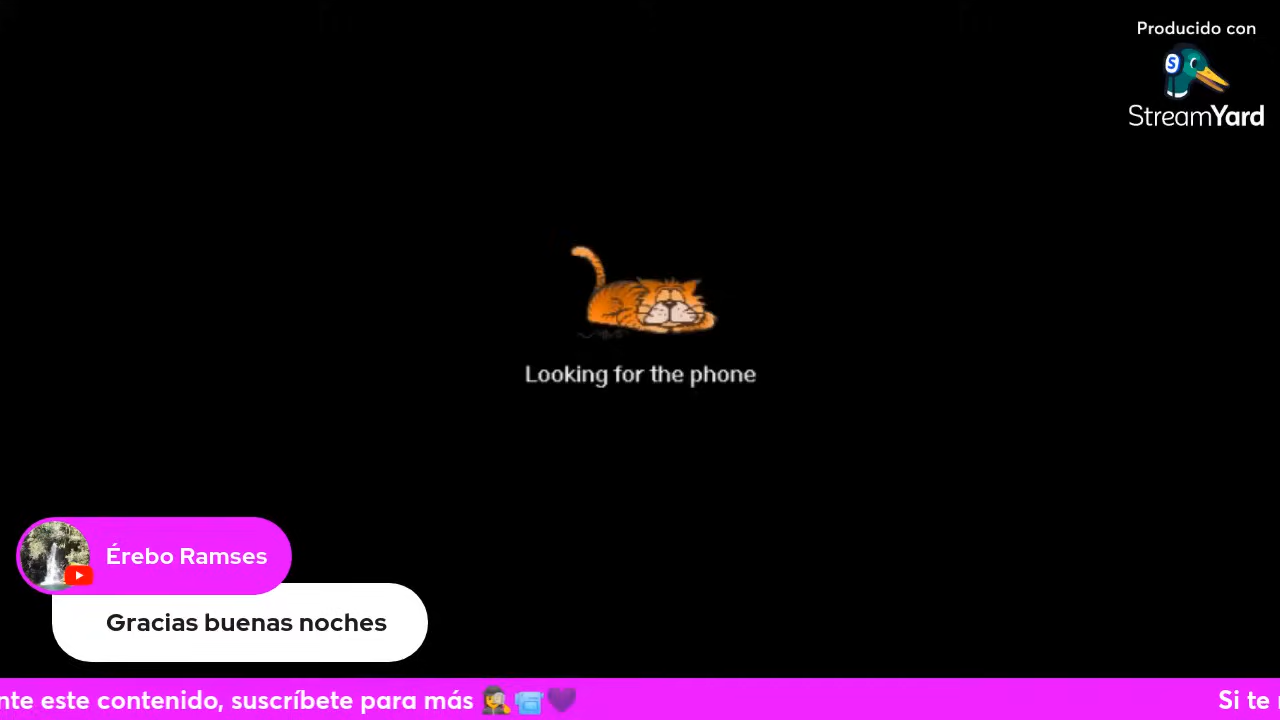 Producido con
StreamYard
Looking for the phone
Érebo Ramses
Gracias buenas noches
nte este contenido, suscríbete para más 🕵️‍♀️📹💜
Si te